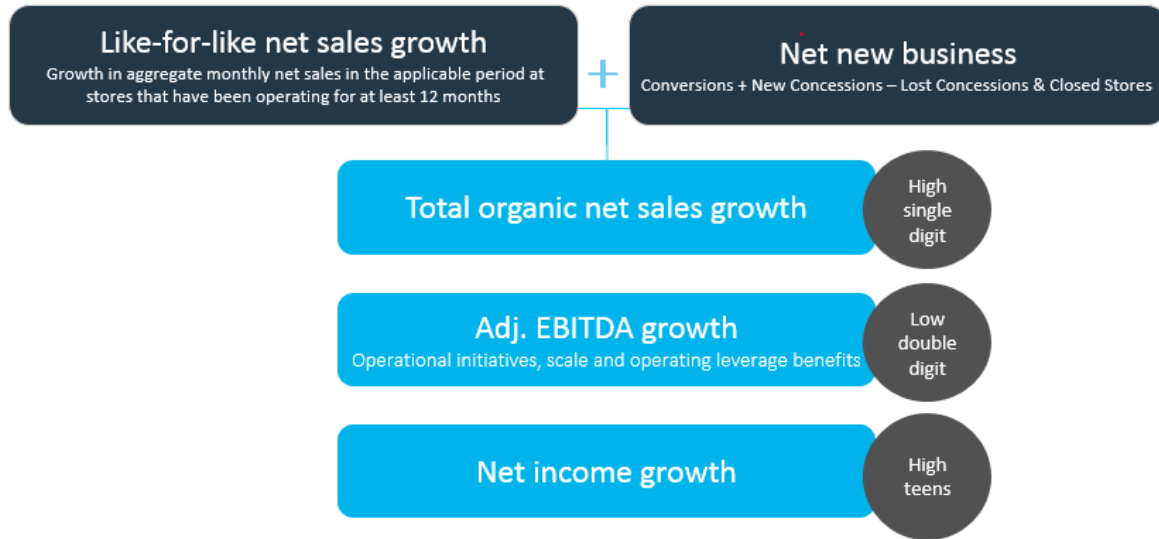 Like-for-like net sales growth
Growth in aggregate monthly net sales in the applicable period at
stores that have been operating for at least 12 months
+
Net new business
Conversions + New Concessions – Lost Concessions & Closed Stores
Total organic net sales growth
High
single
digit
Adj. EBITDA growth
Operational initiatives, scale and operating leverage benefits
Low
double
digit
Net income growth
High
teens